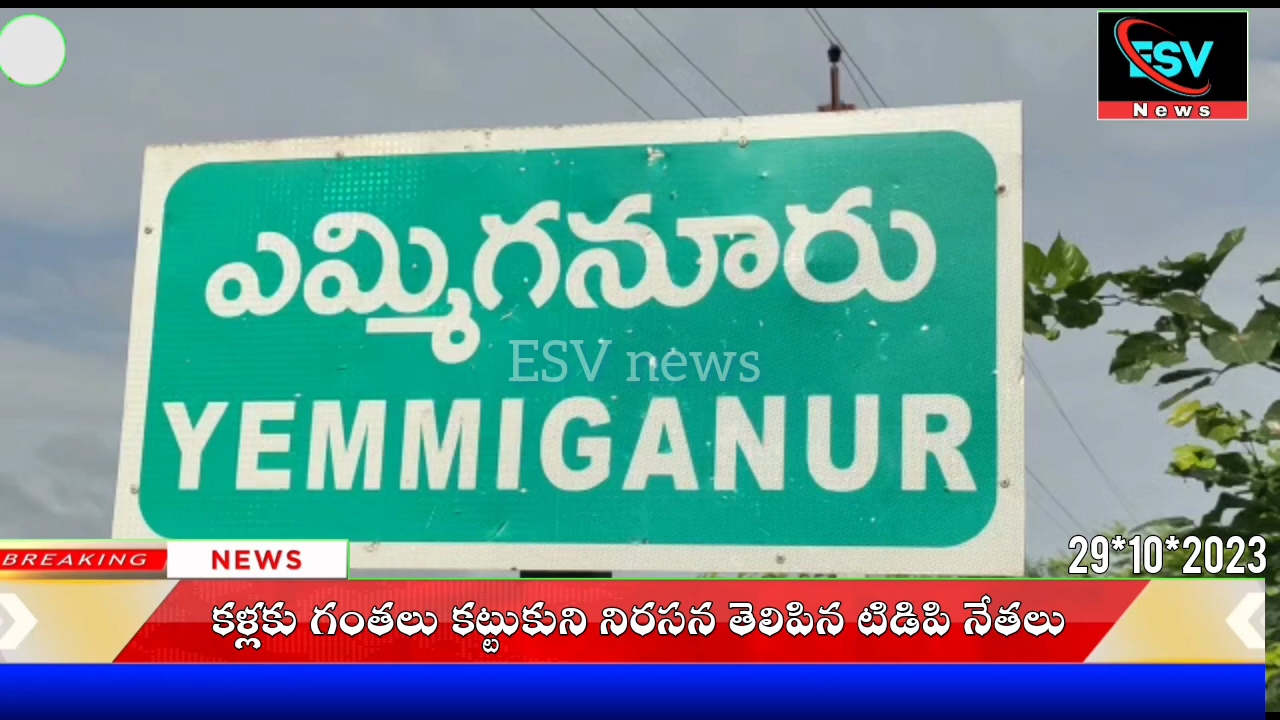 ESV
News
ఎమ్మిగనూరు
ESV news
YEMMIGANUR
29*10*2023
BREAKING NEWS
కళ్లకు గంతలు కట్టుకుని నిరసన తెలిపిన టిడిపి నేతలు